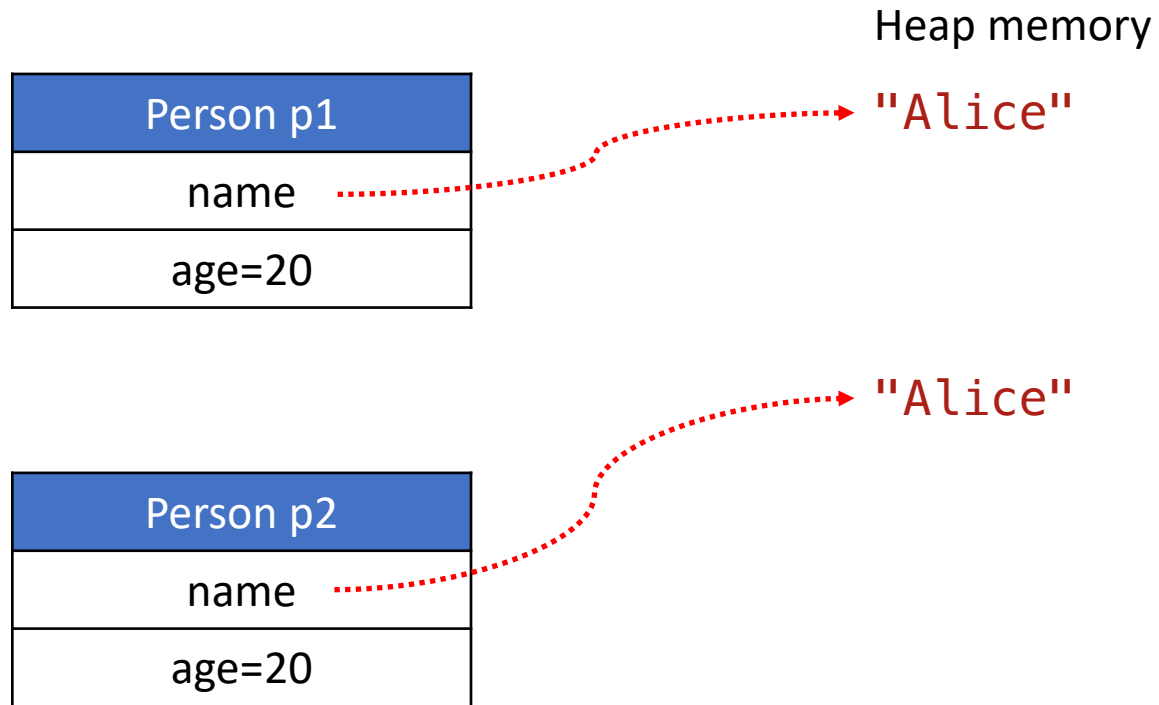 Heap memory
Person p1
"Alice"
name
age=20
"Alice"
Person p2
name
age=20